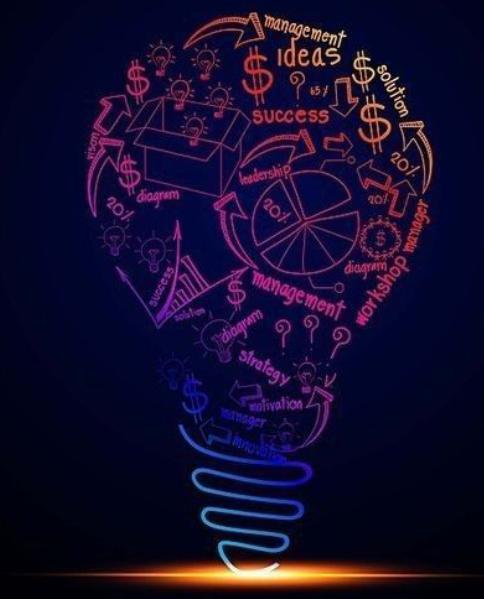 management
$
ideas
$
solution
$
?
65%
success
$
vision
leadership
20%
20%
20%
$
diagram
20%
$
workshop manager
diagram
success
solution
management
$
diagram
? ? ?
strategy
$
motivation
manager
innovation